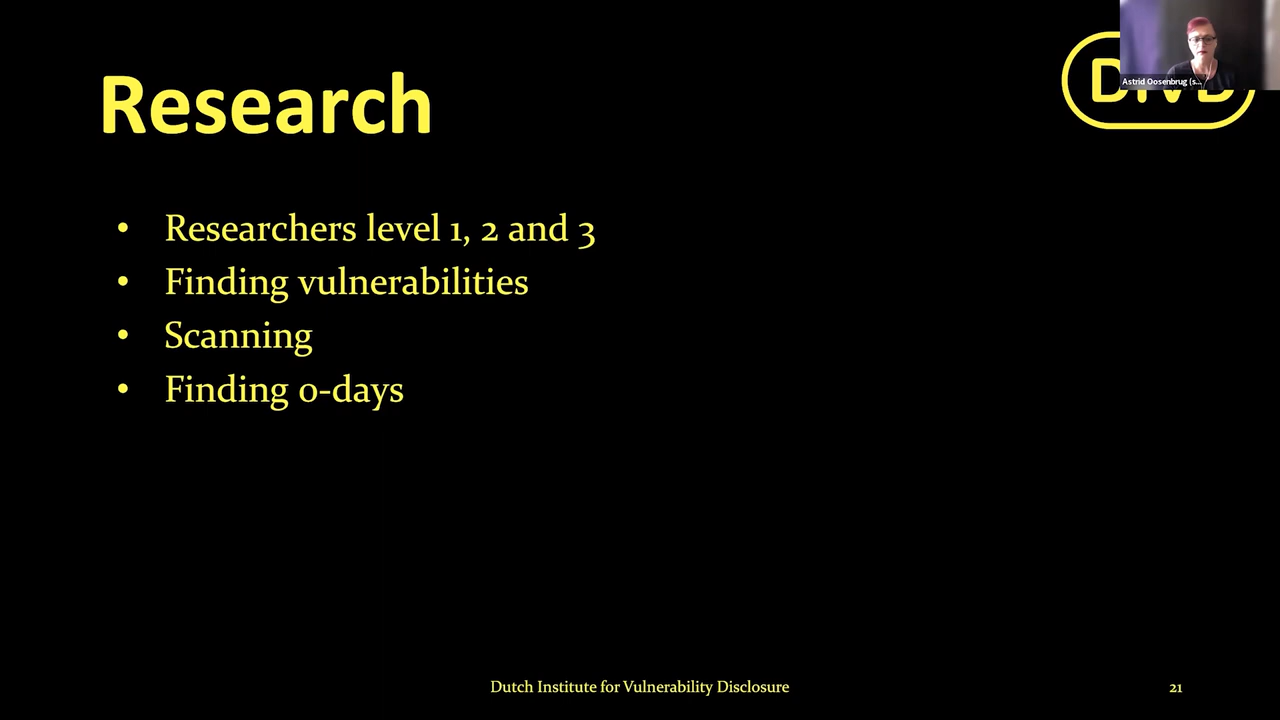 Research
Astrid Oosenbrug (s...
• Researchers level 1, 2 and 3
• Finding vulnerabilities
• Scanning
• Finding 0-days
Dutch Institute for Vulnerability Disclosure
21